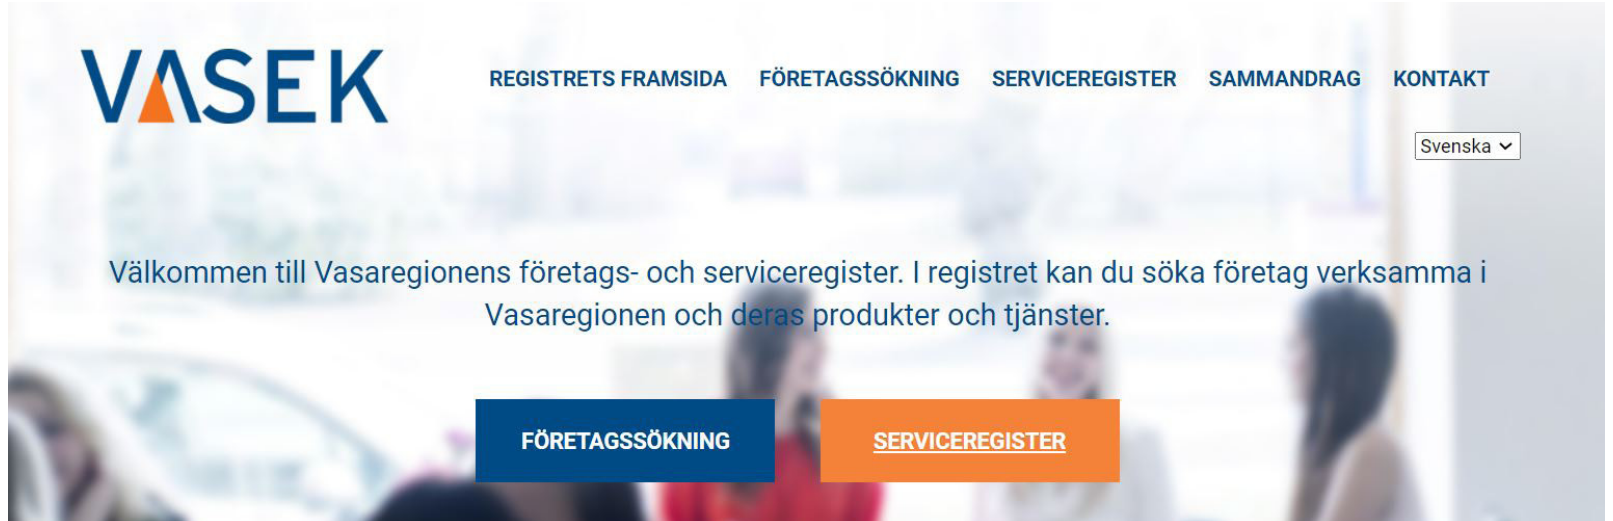 VASEK
REGISTRETS FRAMSIDA FÖRETAGSSÖKNING SERVICEREGISTER SAMMANDRAG KONTAKT
Svenska
Välkommen till Vasaregionens företags- och serviceregister. I registret kan du söka företag verksamma i
Vasaregionen och deras produkter och tjänster.
FÖRETAGSSÖKNING SERVICEREGISTER